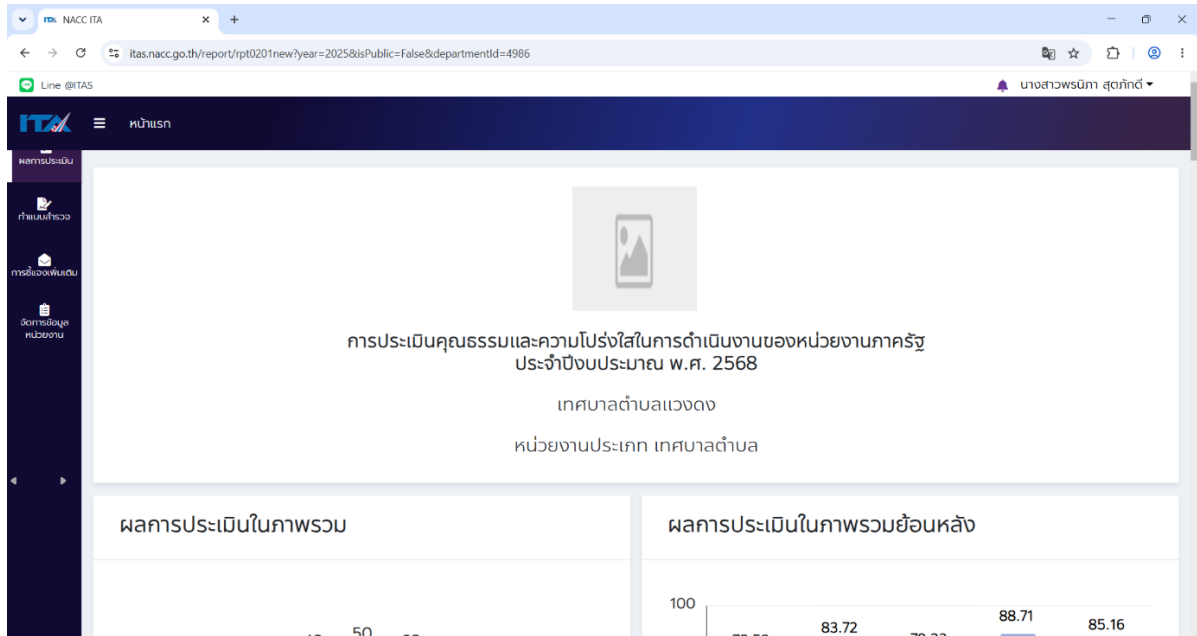 NACC ITA
itas.nacc.go.th/report/rpt0201new?year=2025&isPublic=False&departmentId=4986
Line @ITAS
นางสาวพรนิภา สุตภักดี
ITA
หน้าแรก
ผลการประเมิน
ทำแบบสำรวจ
การชี้แจงเพิ่มเติม
จัดการข้อมูล
หน่วยงาน
การประเมินคุณธรรมและความโปร่งใสในการดำเนินงานของหน่วยงานภาครัฐ
ประจำปีงบประมาณ พ.ศ. 2568
เทศบาลตำบลแวงดง
หน่วยงานประเภท เทศบาลตำบล
ผลการประเมินในภาพรวม
ผลการประเมินในภาพรวมย้อนหลัง
50
100
83.72
88.71
85.16